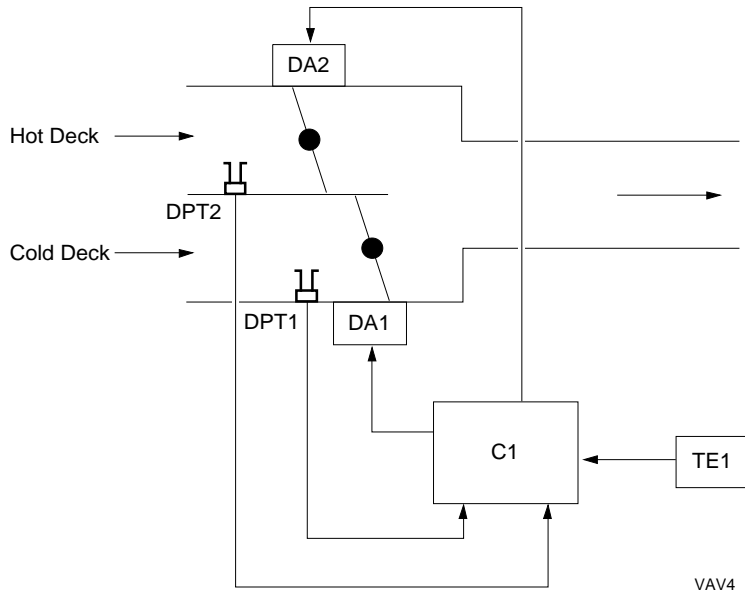 DA2
Hot Deck
DPT2
Cold Deck
DPT1
DA1
C1
TE1
VAV4